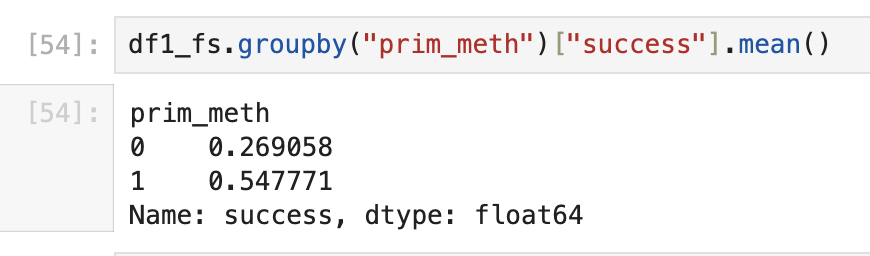 [54]: df1_fs.groupby("prim_meth")["success"].mean()
[54]: prim_meth
0    0.269058
1    0.547771
Name: success, dtype: float64